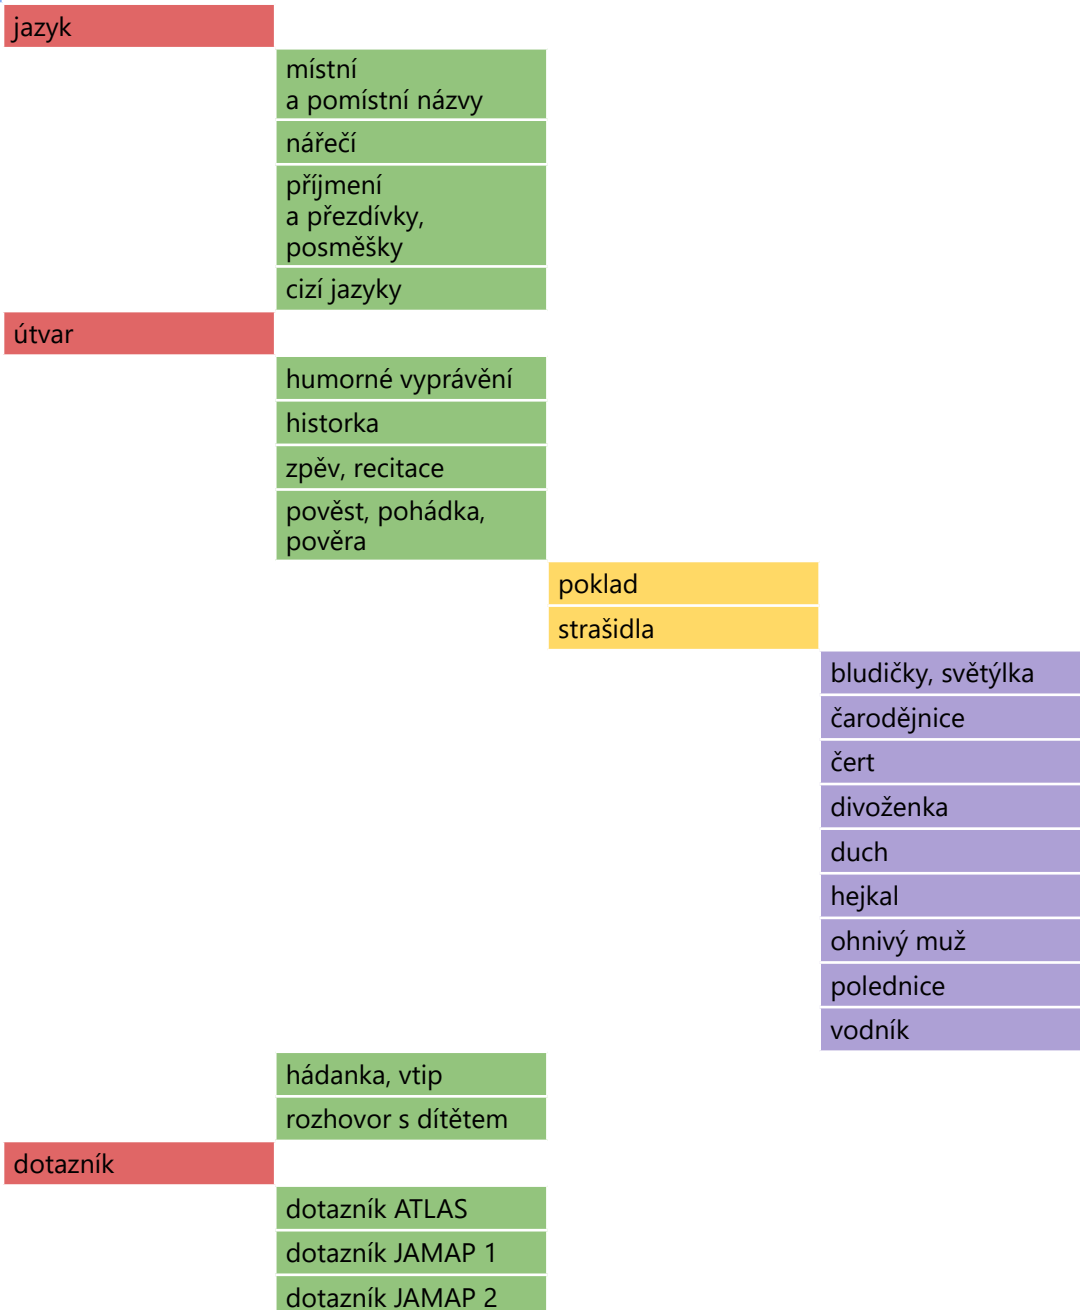 jazyk
místní
a pomístní názvy
nářečí
příjmení
a přezdívky,
posměšky
cizí jazyky
útvar
humorné vyprávění
historka
zpěv, recitace
pověst, pohádka,
pověra
poklad
strašidla
bludičky, světýlka
čarodějnice
čert
divoženka
duch
hejkal
ohnivý muž
polednice
vodník
hádanka, vtip
rozhovor s dítětem
dotazník
dotazník ATLAS
dotazník JAMAP 1
dotazník JAMAP 2